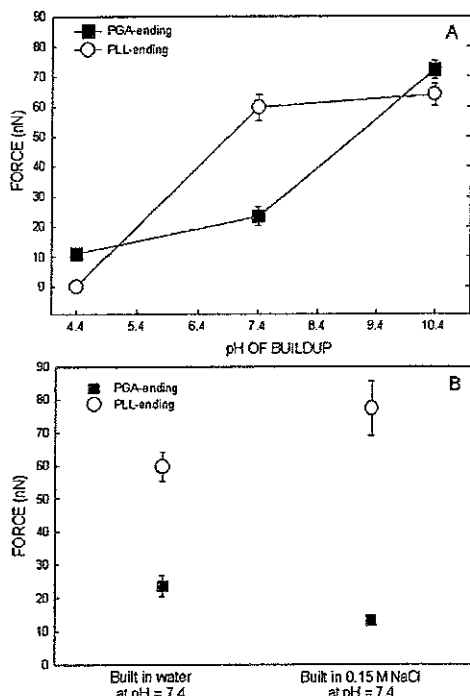 A
PGA-ending
PLL-ending
90
80
70
60
50
40
30
20
10
0
FORCE (nN)
4.4 5.4 6.4 7.4 8.4 9.4 10.4
pH OF BUILDUP
B
PGA-ending
PLL-ending
90
80
70
60
50
40
30
20
10
0
FORCE (nN)
Built in water Built in 0.15 M NaCl
at pH = 7.4 at pH = 7.4